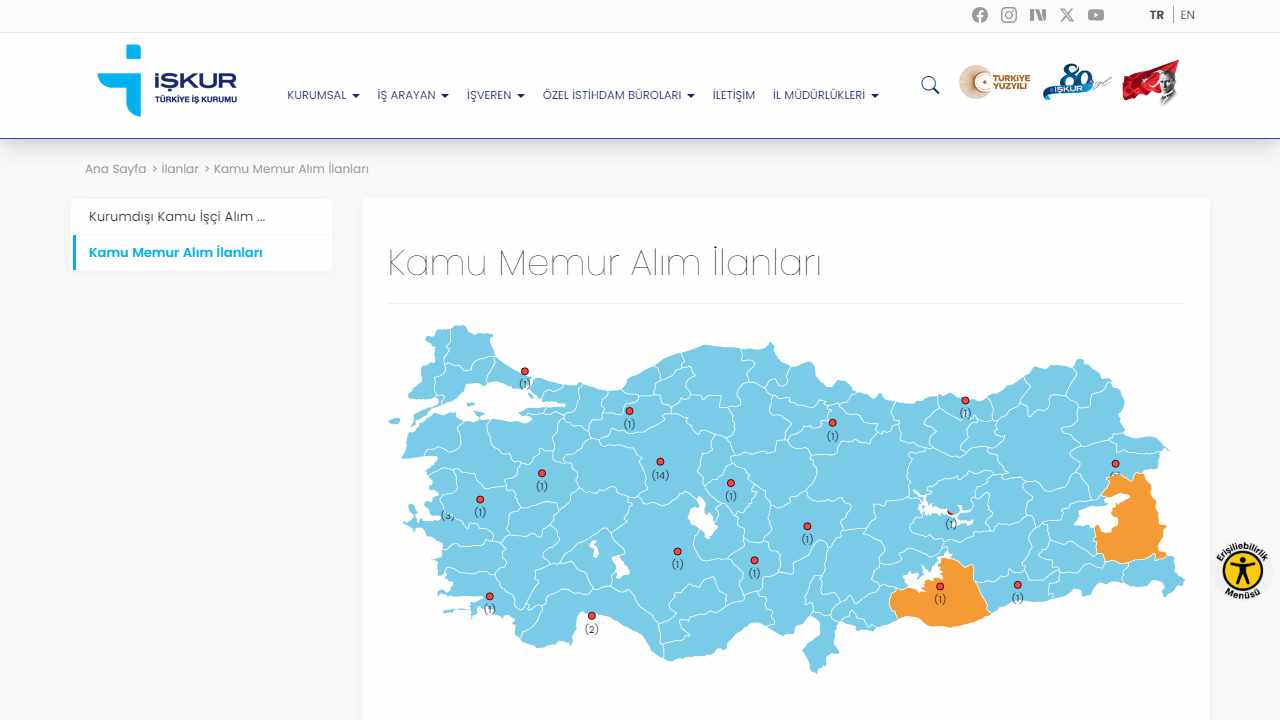 TR EN
İŞKUR
TÜRKİYE İŞ KURUMU
KURUMSAL
İŞ ARAYAN
İŞVEREN
ÖZEL İSTİHDAM BÜROLARI
İLETİŞİM
İL MÜDÜRLÜKLERİ
TÜRKİYE
YÜZYILI
80
İŞKUR
Ana Sayfa > İlanlar > Kamu Memur Alım İlanları
Kurumdışı Kamu İşçi Alım ...
Kamu Memur Alım İlanları
Kamu Memur Alım İlanları
(1)
(1)
(1)
(1)
(14)
(1)
(1)
(1)
(3)
(1)
(1)
(1)
(1)
(1)
(1)
(1)
(2)
Erişilebilirlik
Menüsü